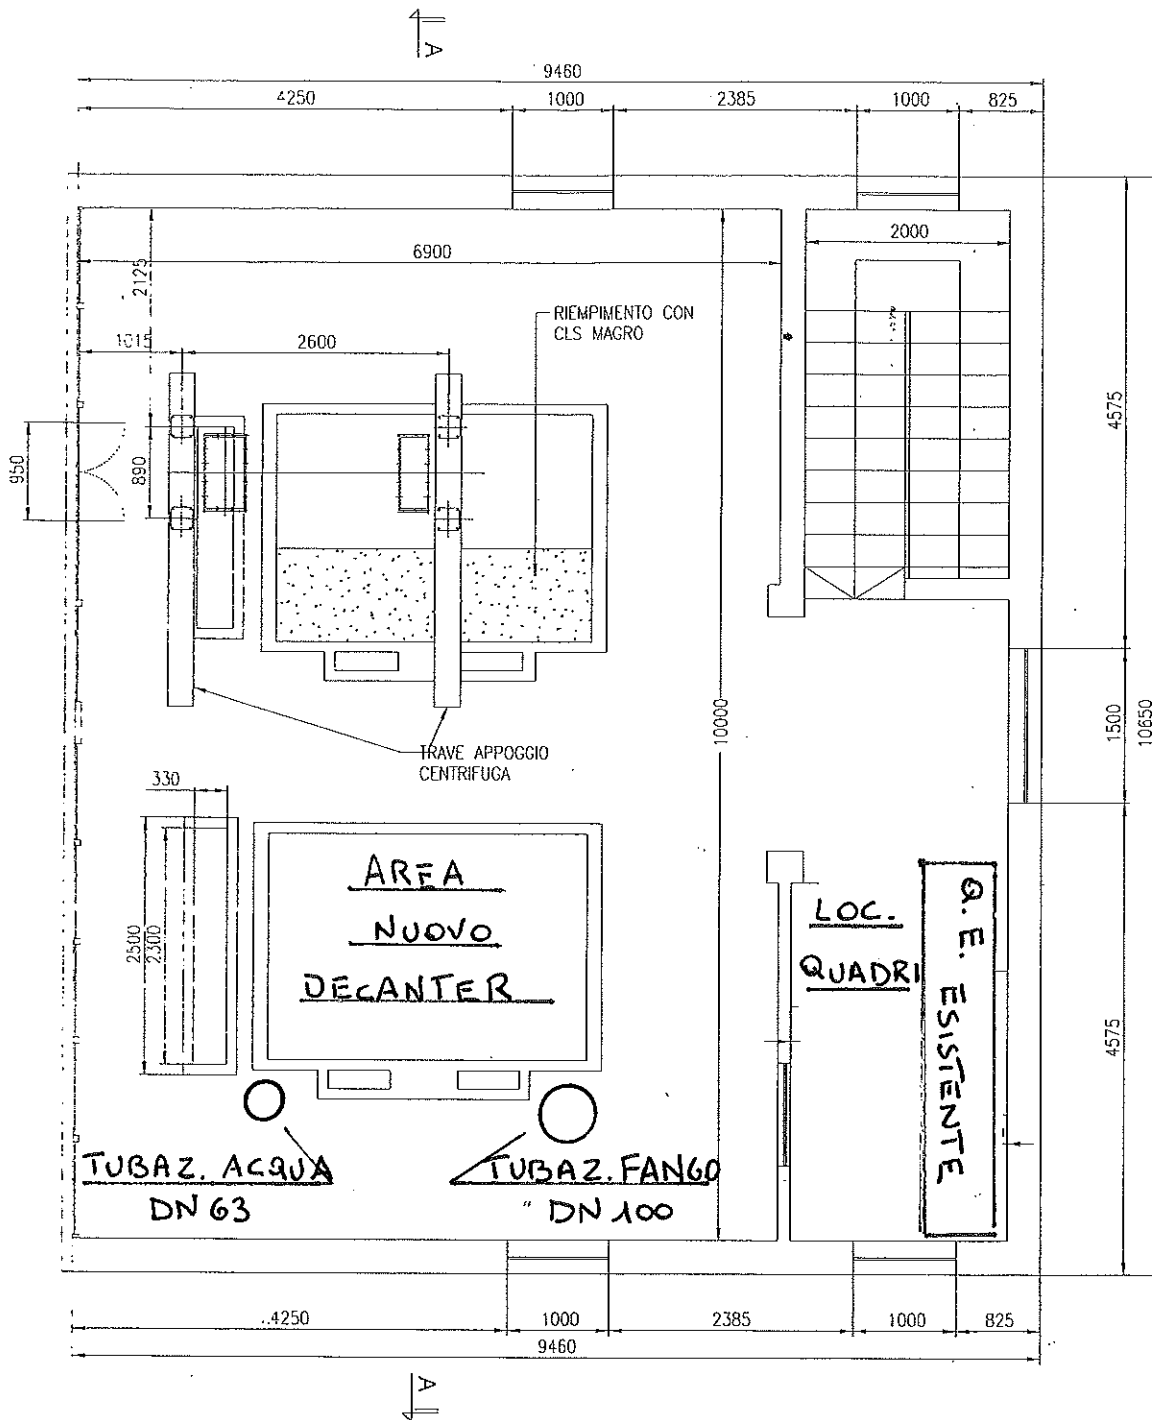 A
9460
4250 1000 2385 1000 825
2000
6900
2125
RIEMPIMENTO CON
CLS MAGRO
1015 2600
4575
950
890
10000
1500
10650
TRAVE APPOGGIO
CENTRIFUGA
330
AREA
NUOVO
DECANTER
LOC.
QUADRI
Q.E. ESISTENTE
2500
2300
4575
TUBAZ. ACQUA
DN 63
TUBAZ. FANGO
DN 100
4250 1000 2385 1000 825
9460
A